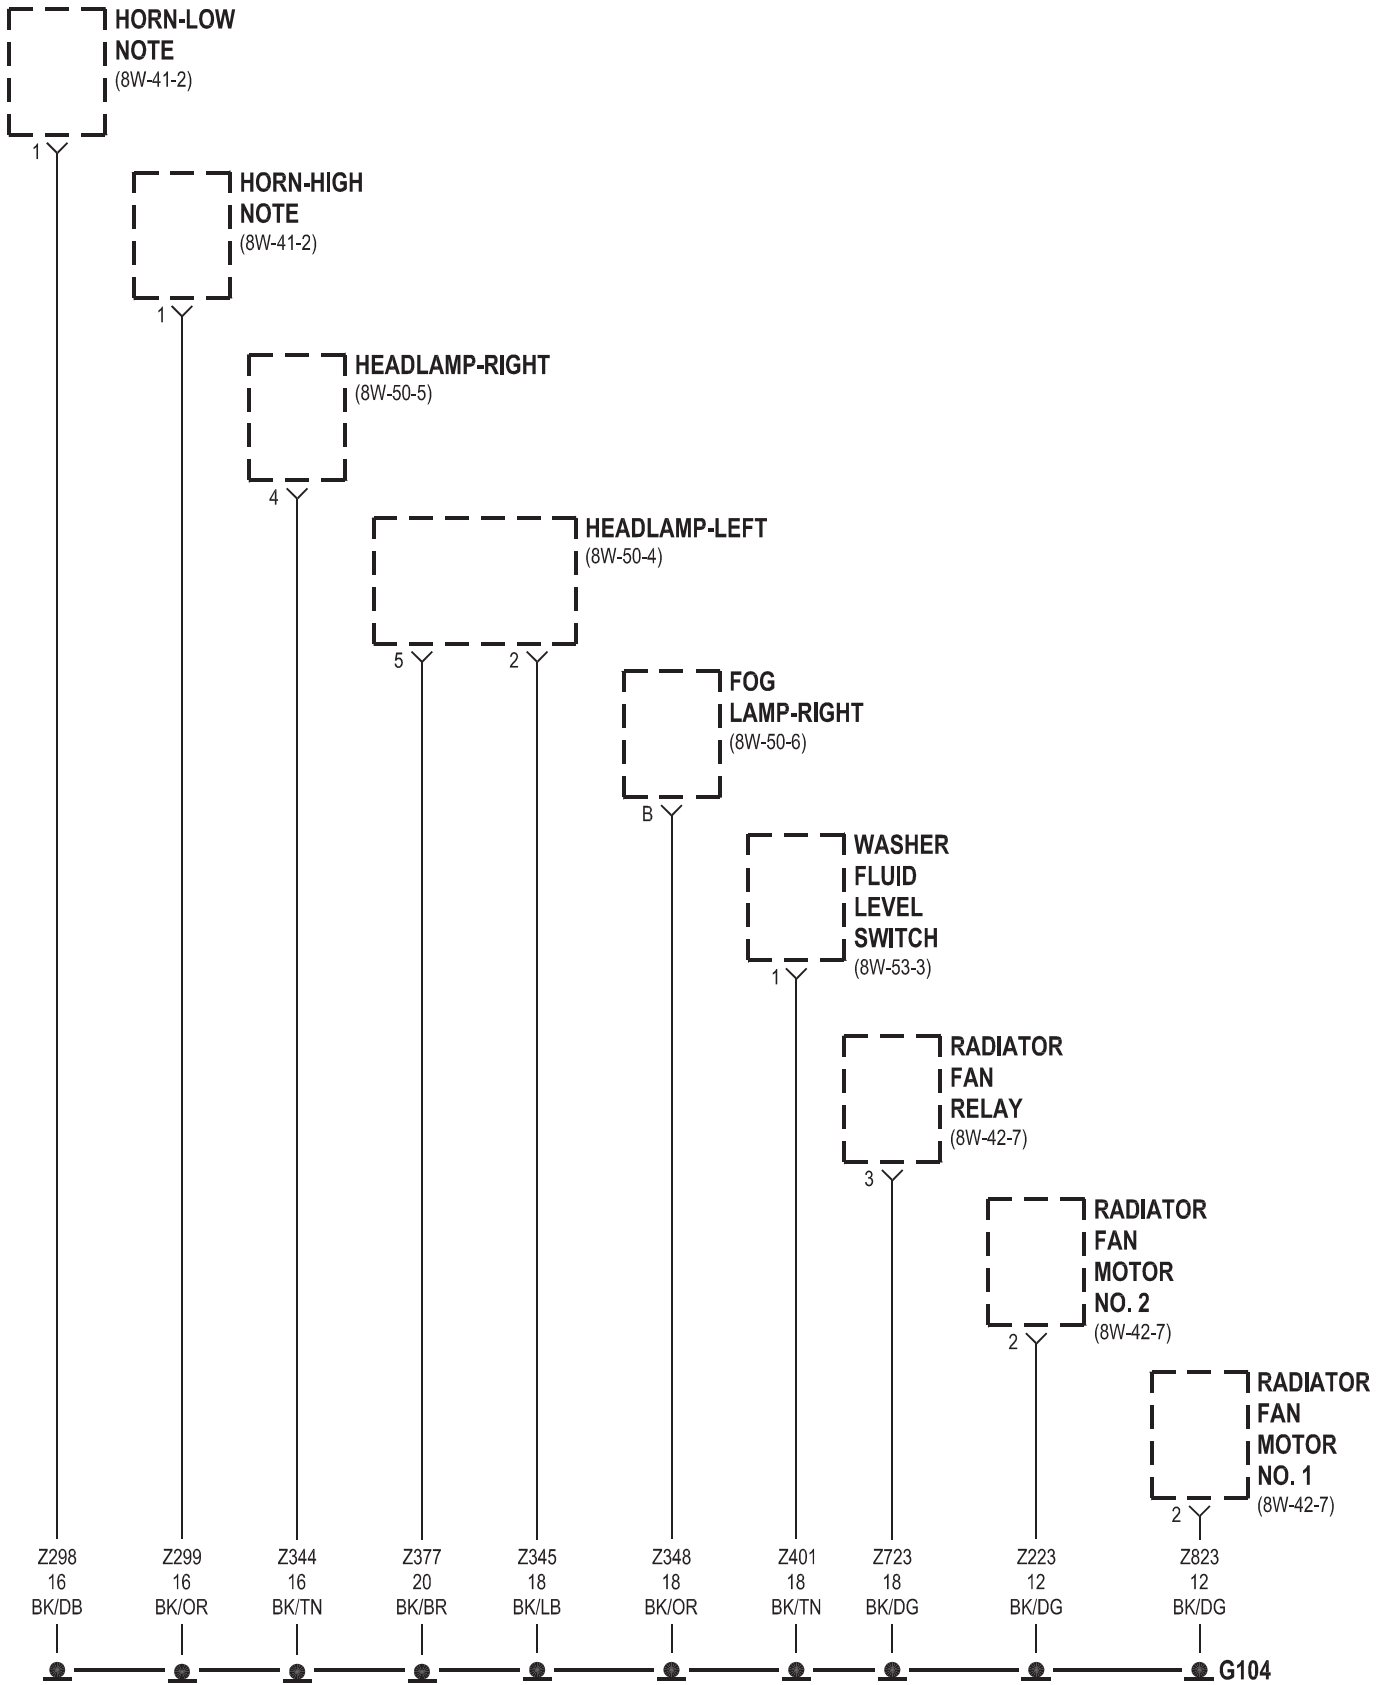 HORN-LOW
NOTE
(8W-41-2)
1
HORN-HIGH
NOTE
(8W-41-2)
1
HEADLAMP-RIGHT
(8W-50-5)
4
HEADLAMP-LEFT
(8W-50-4)
5 2
FOG
LAMP-RIGHT
(8W-50-6)
B
WASHER
FLUID
LEVEL
SWITCH
(8W-53-3)
1
RADIATOR
FAN
RELAY
(8W-42-7)
3
RADIATOR
FAN
MOTOR
NO. 2
(8W-42-7)
2
RADIATOR
FAN
MOTOR
NO. 1
(8W-42-7)
2
Z298 Z299 Z344 Z377 Z345 Z348 Z401 Z723 Z223 Z823
16 16 16 20 18 18 18 18 12 12
BK/DB BK/OR BK/TN BK/BR BK/LB BK/OR BK/TN BK/DG BK/DG BK/DG
G104